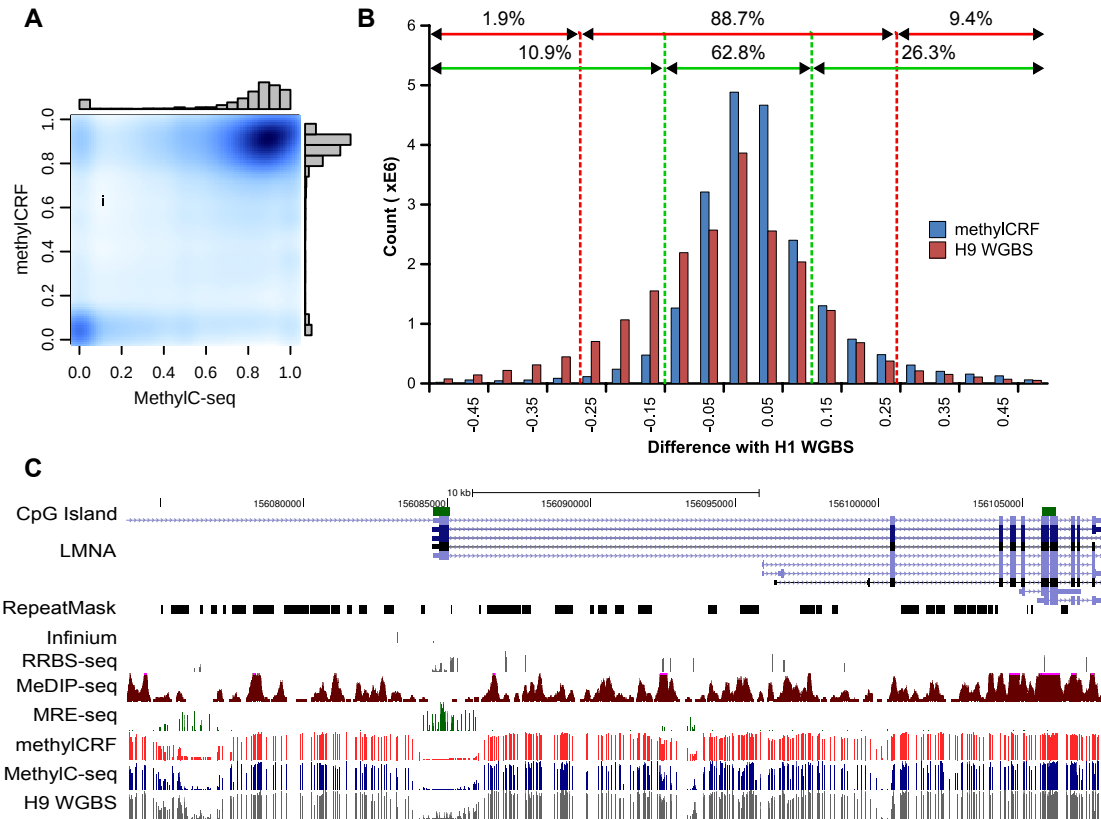 A
methylCRF
0.0 0.2 0.4 0.6 0.8 1.0
i
0.0 0.2 0.4 0.6 0.8 1.0
MethylC-seq
B
1.9% 88.7% 9.4%
10.9% 62.8% 26.3%
Count ( xE6)
6
5
4
3
2
1
0
methylCRF
H9 WGBS
-0.45 -0.35 -0.25 -0.15 -0.05 0.05 0.15 0.25 0.35 0.45
Difference with H1 WGBS
C
10 kb
156080000 156085000 156090000 156095000 156100000 156105000
CpG Island
LMNA
RepeatMask
Infinium
RRBS-seq
MeDIP-seq
MRE-seq
methylCRF
MethylC-seq
H9 WGBS